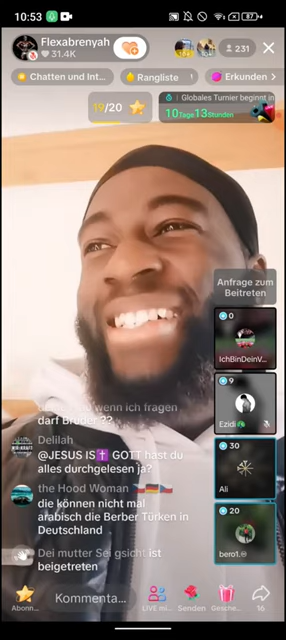 10:53
87
Flexabrenyah
31.4K
231
Chatten und Int...
Rangliste
Erkunden >
19/20
Globales Turnier beginnt in
10Tage13Stunden
Anfrage zum
Beitreten
0
IchBinDeinV...
9
Ezidi
30
Ali
20
bero1.
wenn ich fragen
darf Bruder ??
Delilah
@JESUS IS✝️ GOTT hast du
alles durchgelesen ja?
the Hood Woman 🇩🇪🇨🇿
die können nicht mal
arabisch die Berber Türken in
Deutschland
Dei mutter Sei gsicht ist
beigetreten
Abonn...
Kommenta...
LIVE mi...
Senden
Gesche...
16